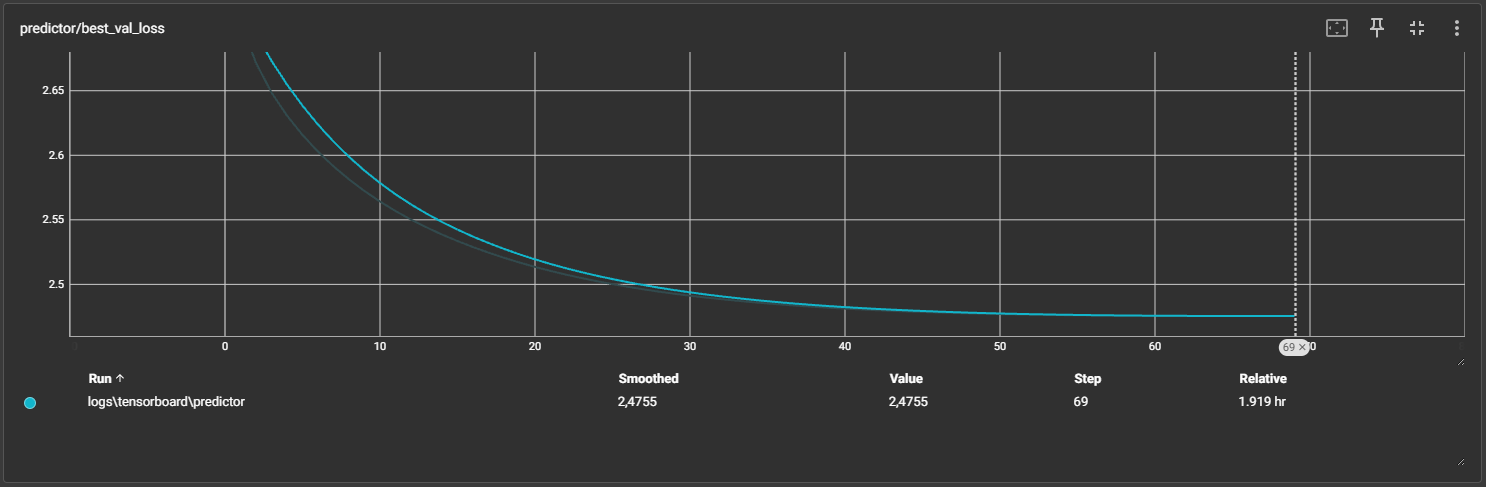 predictor/best_val_loss
2.65
2.6
2.55
2.5
0 10 20 30 40 50 60 69 × 0
Run ↑ Smoothed Value Step Relative
logs\tensorboard\predictor 2,4755 2,4755 69 1.919 hr